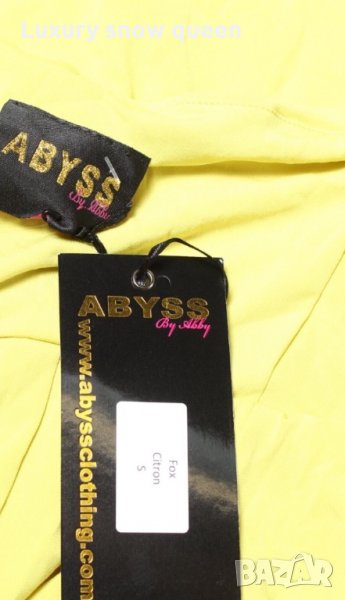 Luxury snow queen
ABYSS
By Abby
ABYSS
By Abby
www.abyssclothing.com
Fox
Citron
S
BAZAR